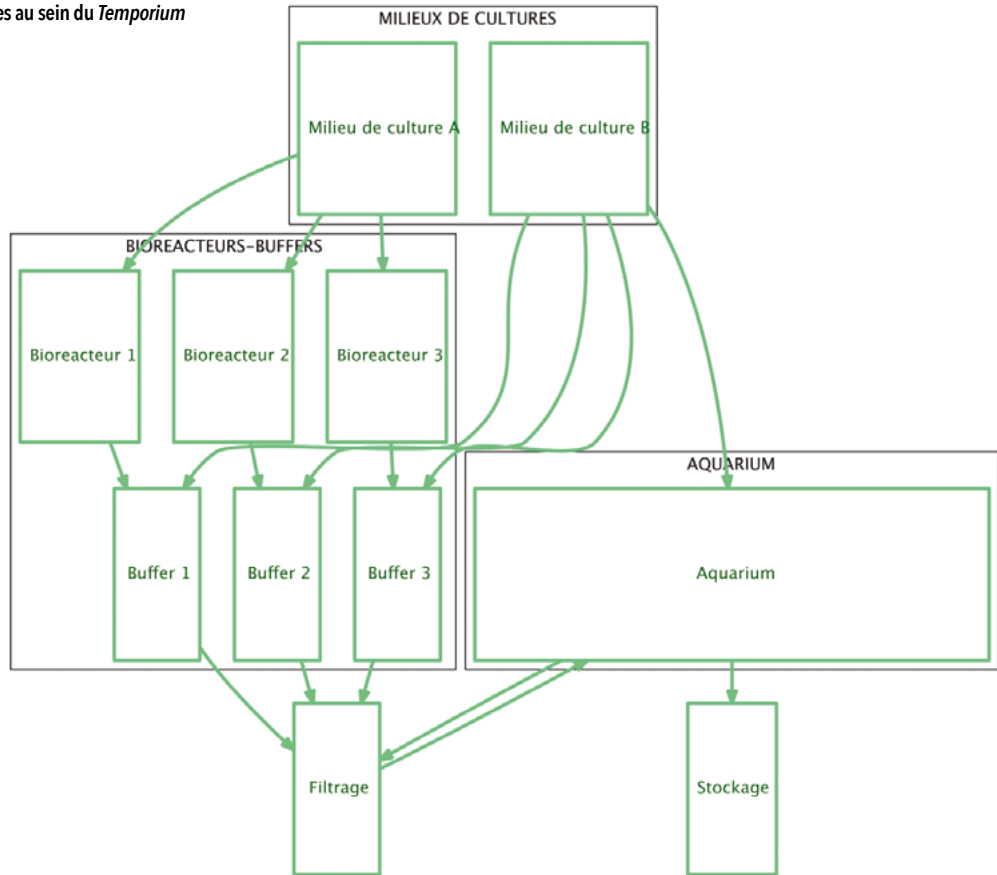 es au sein du Temporium
MILIEUX DE CULTURES
Milieu de culture A
Milieu de culture B
BIOREACTEURS-BUFFERS
Bioreacteur 1
Bioreacteur 2
Bioreacteur 3
AQUARIUM
Buffer 1
Buffer 2
Buffer 3
Aquarium
Filtrage
Stockage